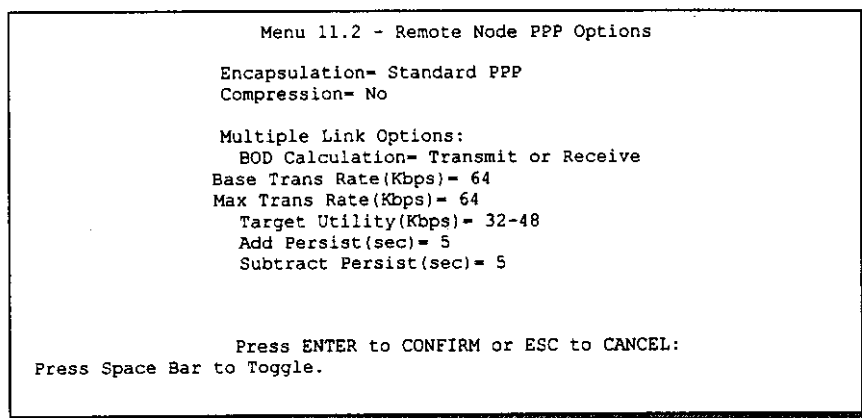 Menu 11.2 - Remote Node PPP Options
Encapsulation= Standard PPP
Compression= No
Multiple Link Options:
BOD Calculation= Transmit or Receive
Base Trans Rate(Kbps)= 64
Max Trans Rate(Kbps)= 64
Target Utility(Kbps)= 32-48
Add Persist(sec)= 5
Subtract Persist(sec)= 5
Press ENTER to CONFIRM or ESC to CANCEL:
Press Space Bar to Toggle.